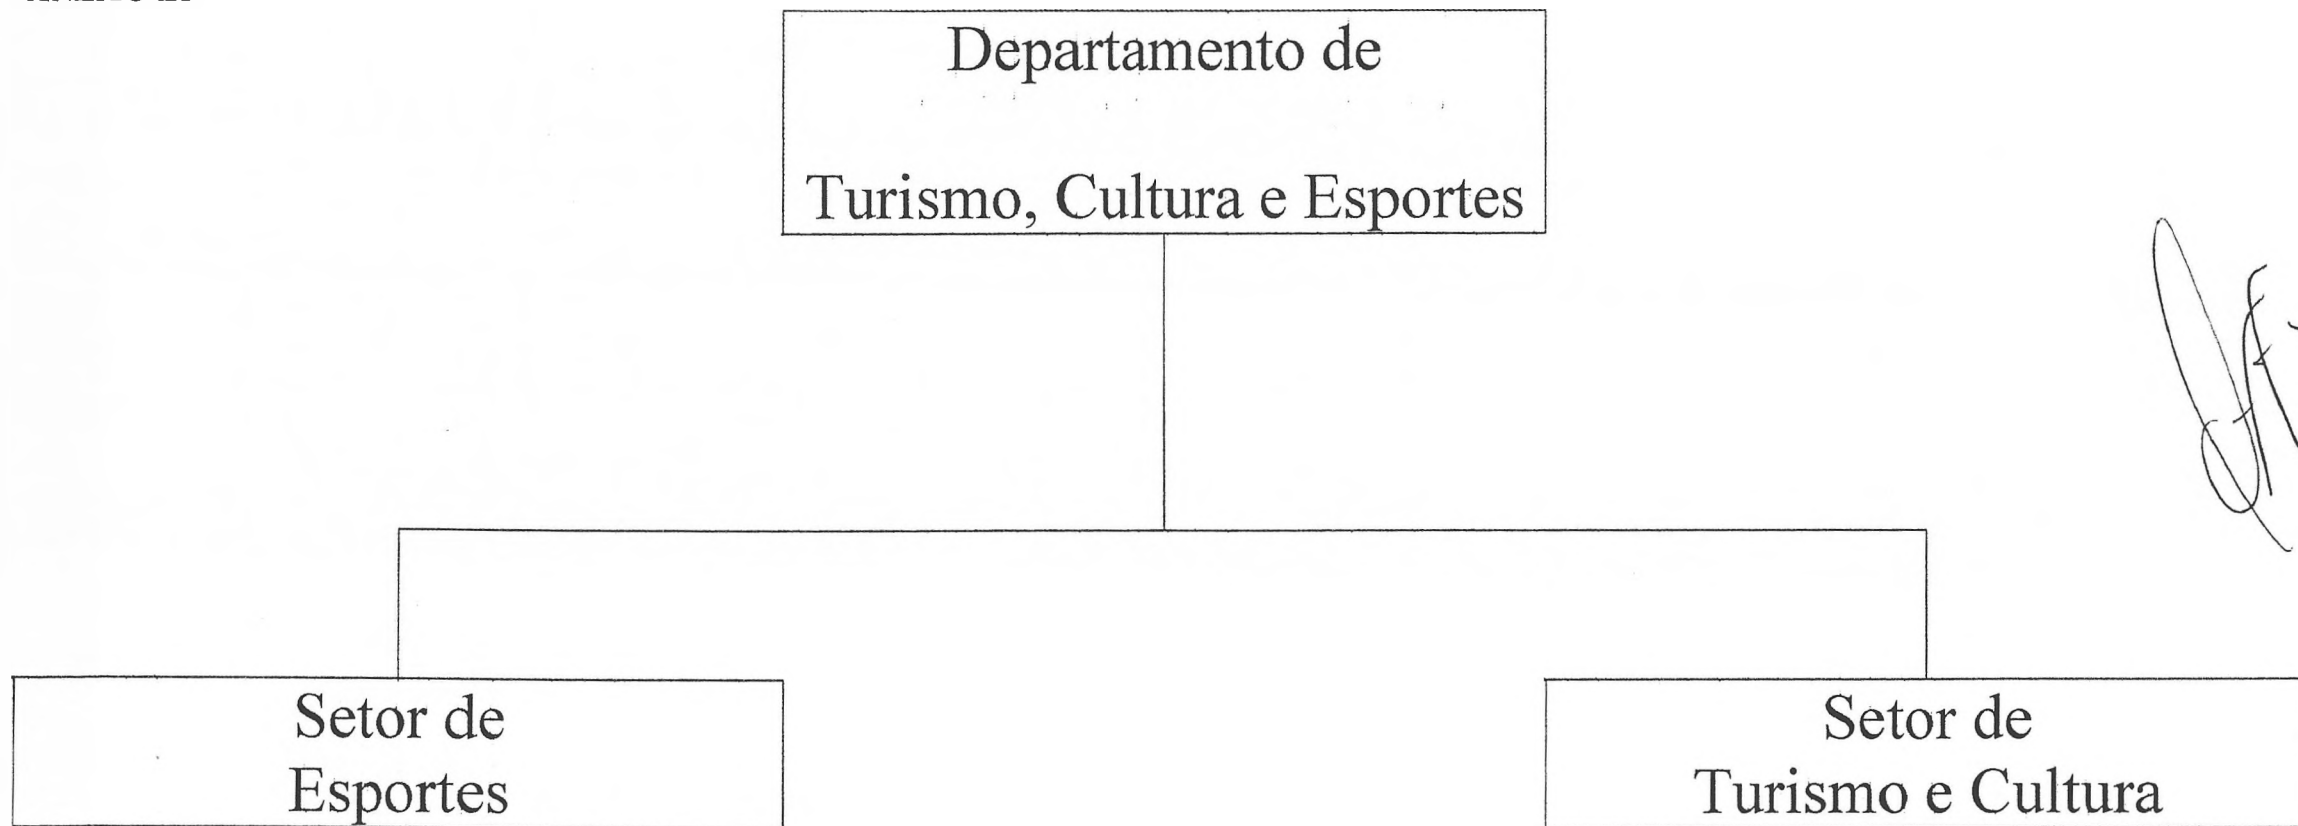 Departamento de
Turismo, Cultura e Esportes
Setor de
Esportes
Setor de
Turismo e Cultura